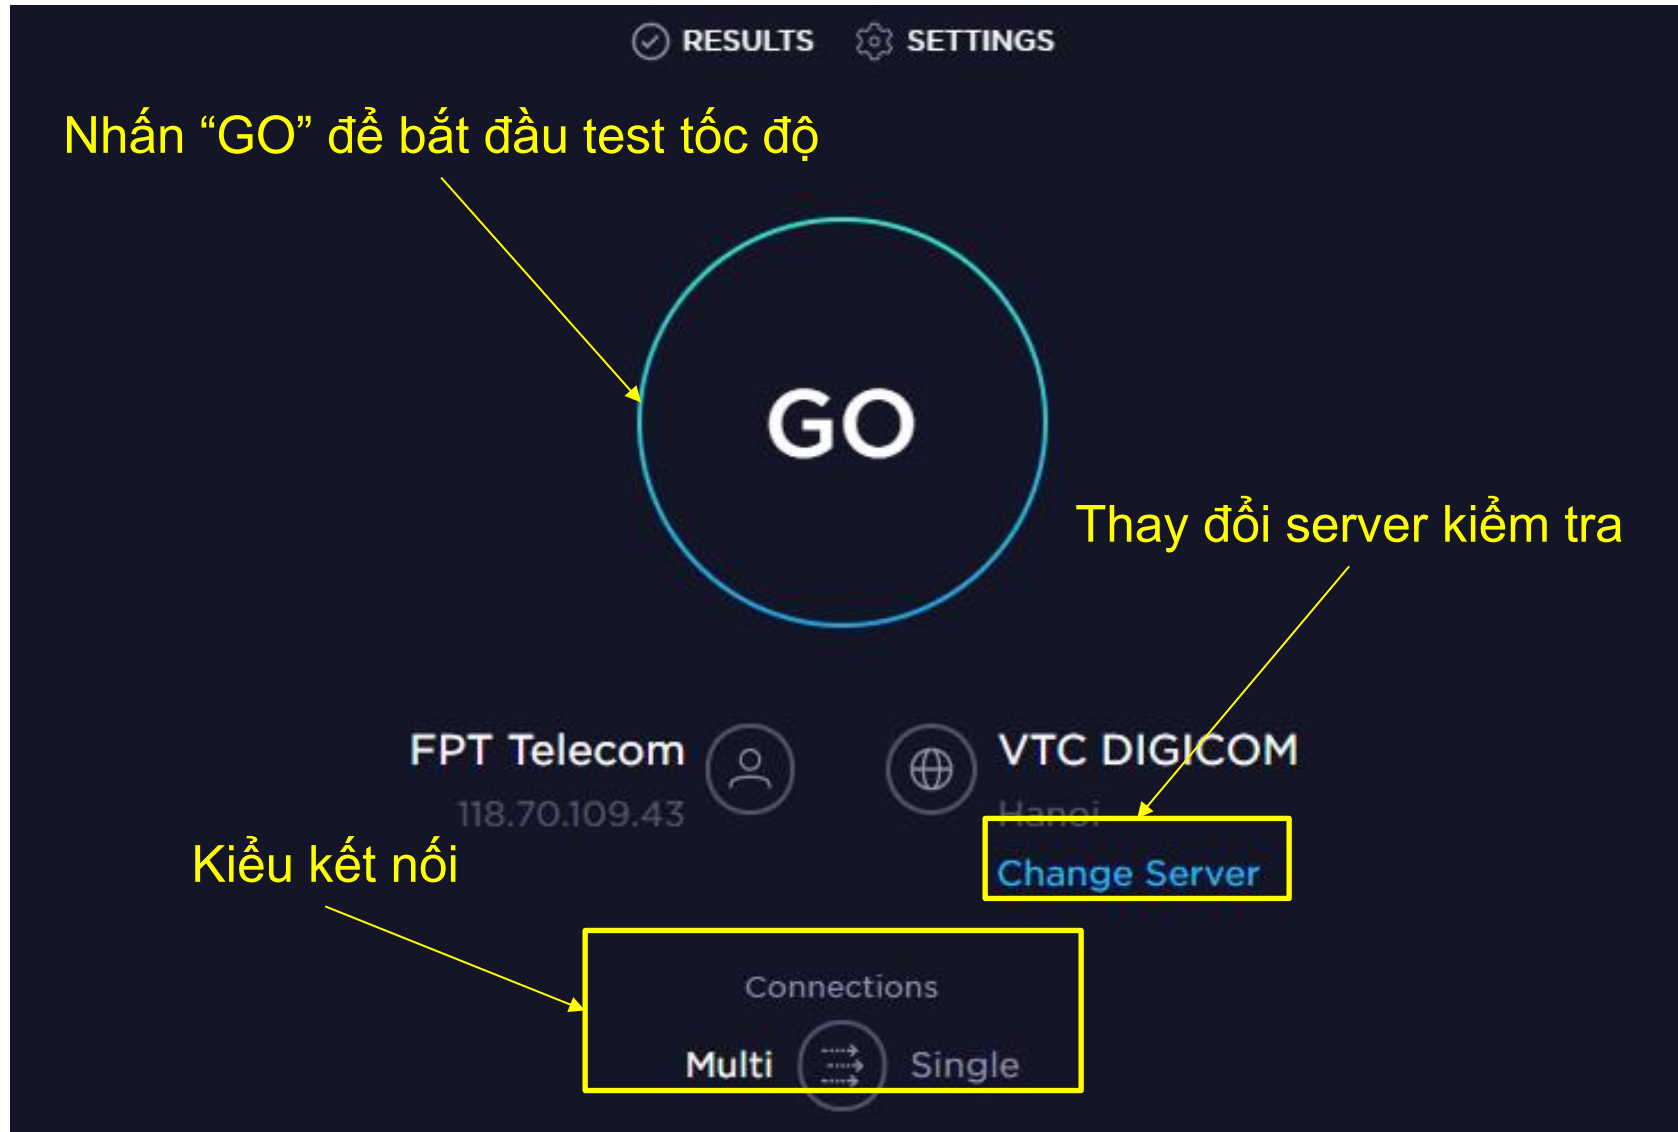 RESULTS SETTINGS
Nhấn “GO” để bắt đầu test tốc độ
GO
Thay đổi server kiểm tra
FPT Telecom VTC DIGICOM
118.70.109.43 Hanoi
Kiểu kết nối
Change Server
Connections
Multi Single